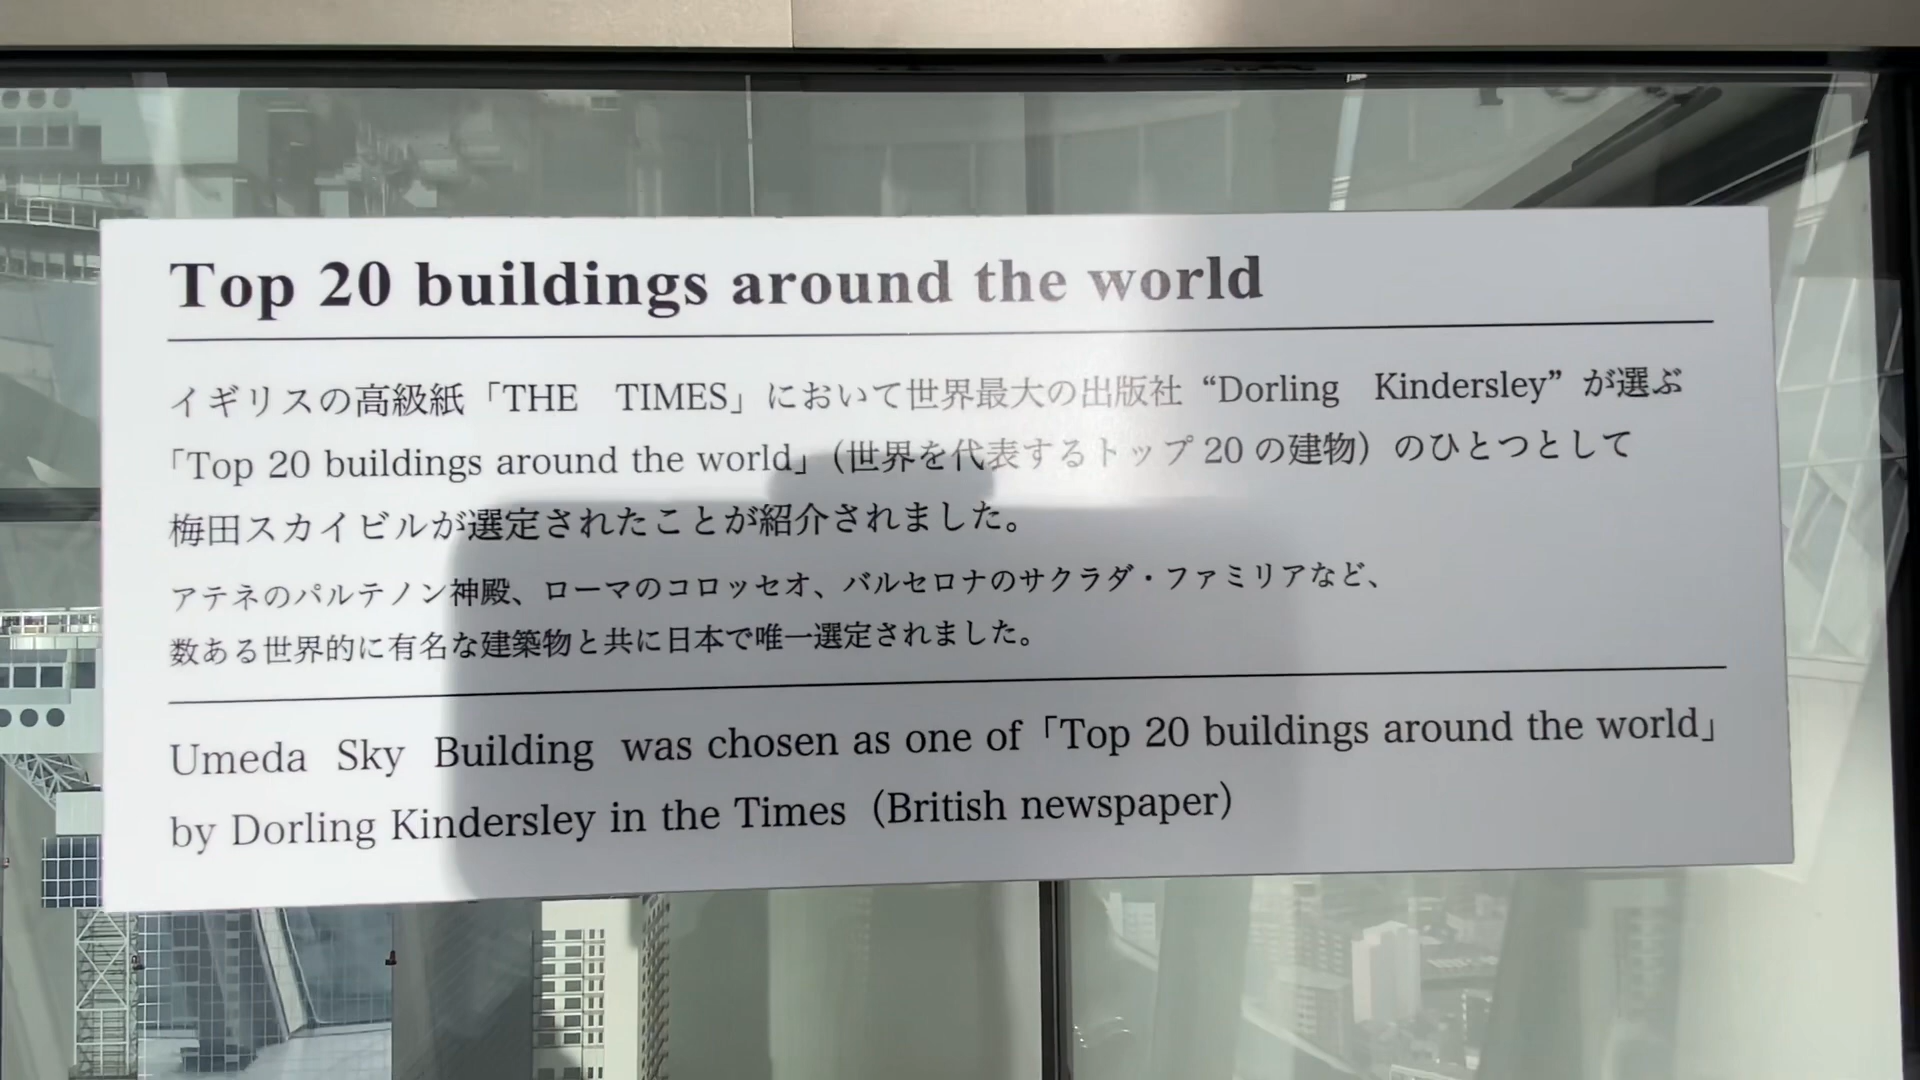 Top 20 buildings around the world
イギリスの高級紙「THE TIMES」において世界最大の出版社 “Dorling Kindersley” が選ぶ
「Top 20 buildings around the world」（世界を代表するトップ 20 の建物）のひとつとして
梅田スカイビルが選定されたことが紹介されました。
アテネのパルテノン神殿、ローマのコロッセオ、バルセロナのサクラダ・ファミリアなど、
数ある世界的に有名な建築物と共に日本で唯一選定されました。
Umeda Sky Building was chosen as one of「Top 20 buildings around the world」
by Dorling Kindersley in the Times（British newspaper）